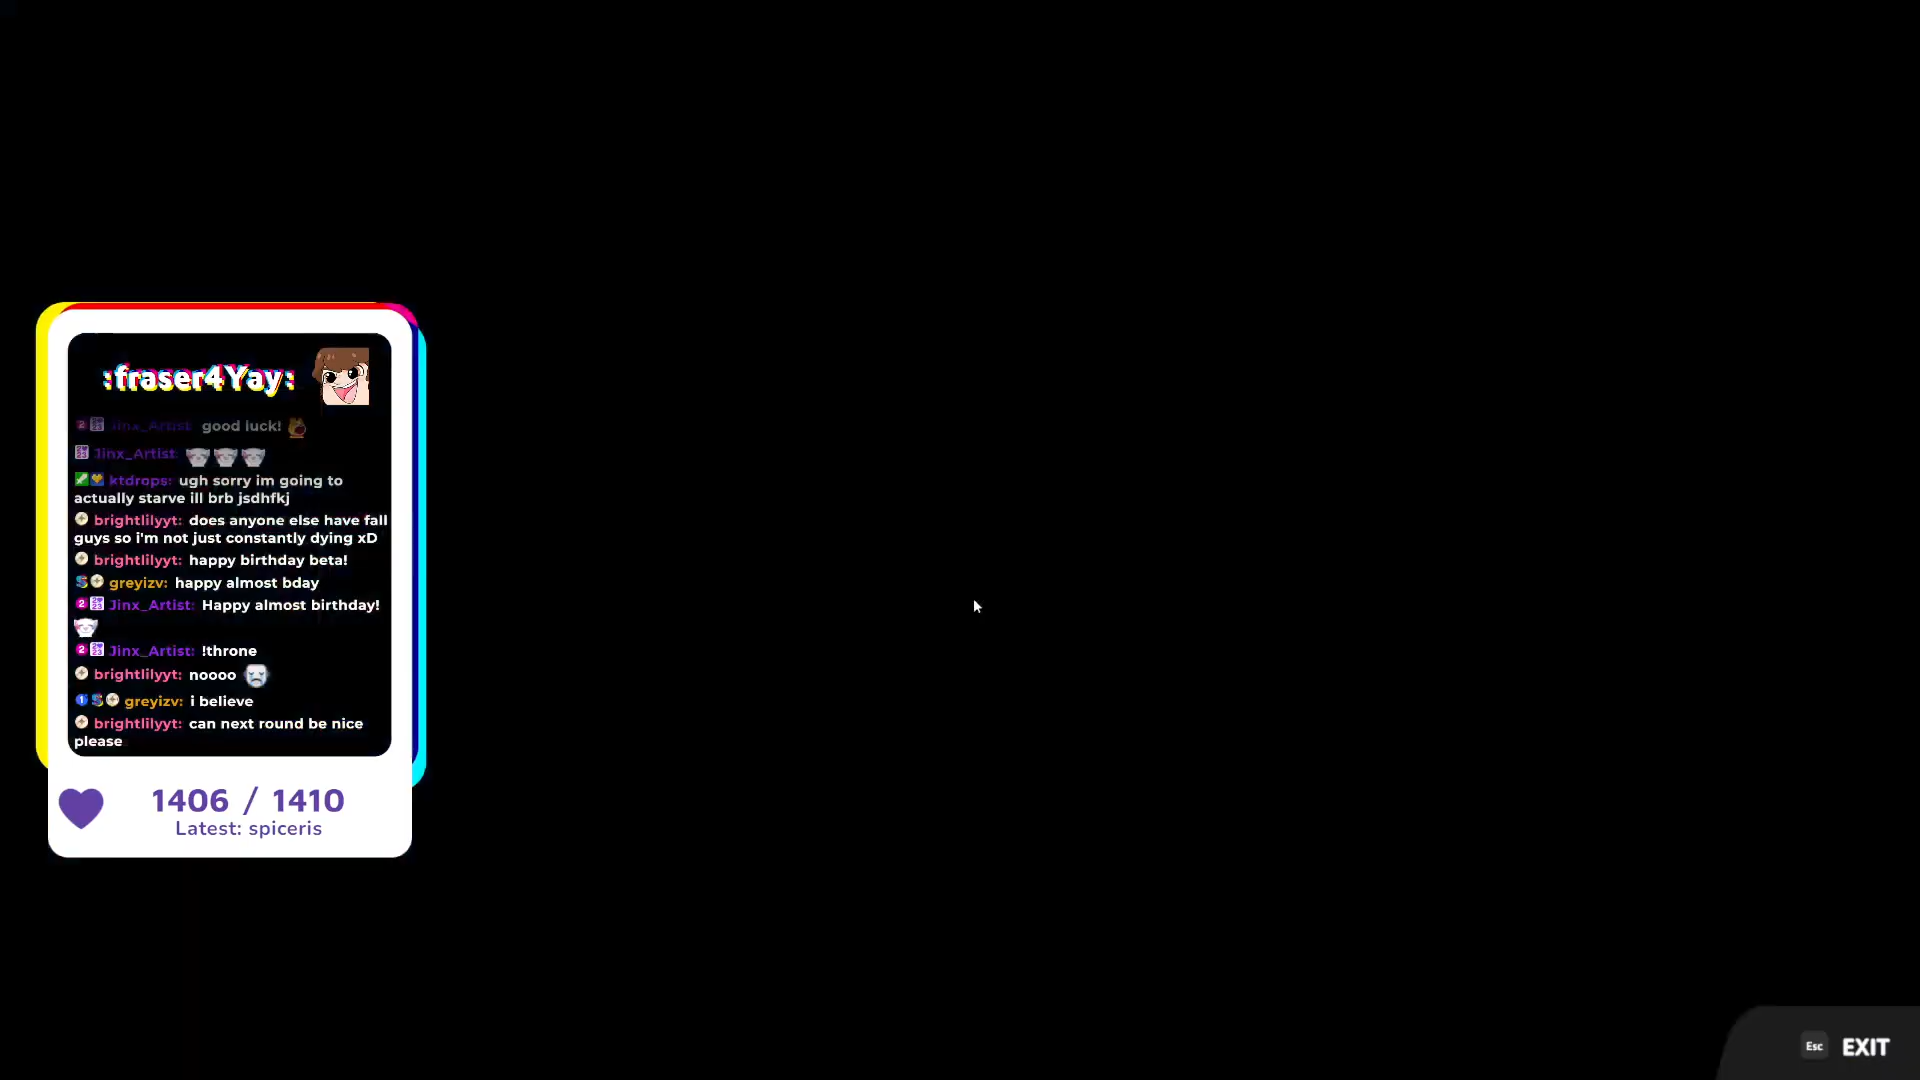 :fraser4Yay:
Jinx_Artist: good luck!
Jinx_Artist:
ktdrops: ugh sorry im going to
actually starve ill brb jsdhfkj
brightlilyyt: does anyone else have fall
guys so i'm not just constantly dying xD
brightlilyyt: happy birthday beta!
greyizv: happy almost bday
Jinx_Artist: Happy almost birthday!
Jinx_Artist: !throne
brightlilyyt: noooo
greyizv: i believe
brightlilyyt: can next round be nice
please
1406 / 1410
Latest: spiceris
Esc EXIT